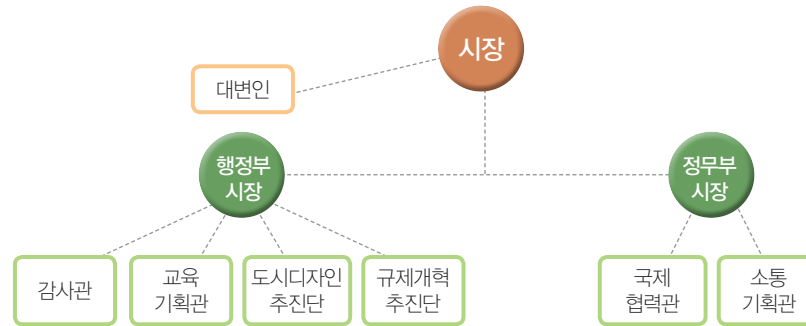 시장
대변인
행정부
시장
정무부
시장
감사관
교육
기획관
도시디자인
추진단
규제개혁
추진단
국제
협력관
소통
기획관